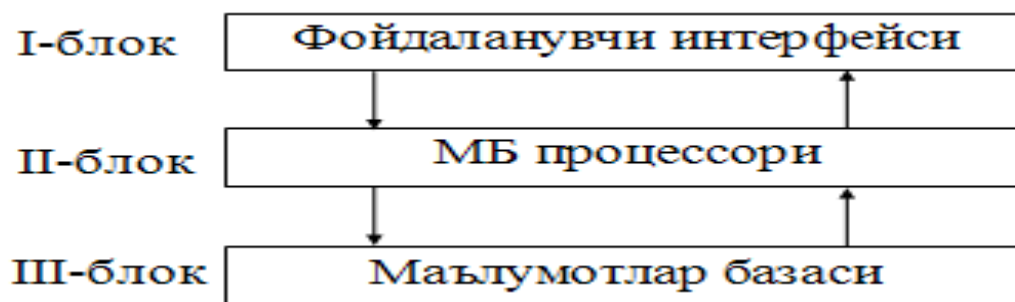 I-блок Фойдаланувчи интерфейси
II-блок МБ процессори
III-блок Маълумотлар базаси